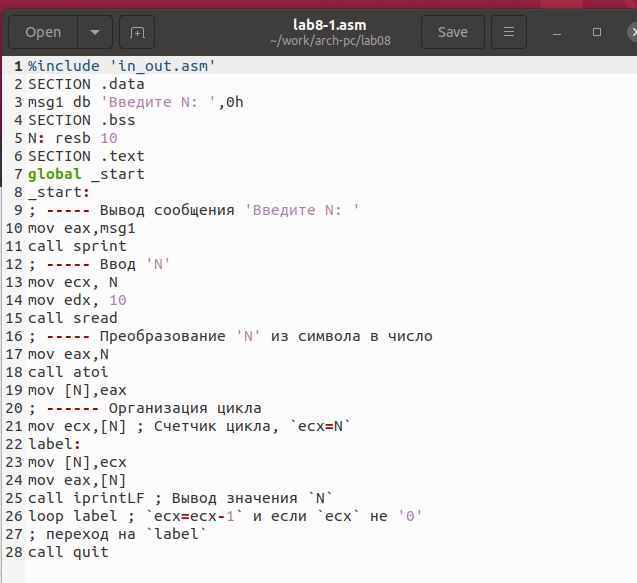 Open
lab8-1.asm
~/work/arch-pc/lab08
Save
1 %include 'in_out.asm'
2 SECTION .data
3 msg1 db 'Введите N: ',0h
4 SECTION .bss
5 N: resb 10
6 SECTION .text
7 global _start
8 _start:
9 ; ----- Вывод сообщения 'Введите N: '
10 mov eax,msg1
11 call sprint
12 ; ----- Ввод 'N'
13 mov ecx, N
14 mov edx, 10
15 call sread
16 ; ----- Преобразование 'N' из символа в число
17 mov eax,N
18 call atoi
19 mov [N],eax
20 ; ------ Организация цикла
21 mov ecx,[N] ; Счетчик цикла, `ecx=N`
22 label:
23 mov [N],ecx
24 mov eax,[N]
25 call iprintLF ; Вывод значения `N`
26 loop label ; `ecx=ecx-1` и если `ecx` не '0'
27 ; переход на `label`
28 call quit